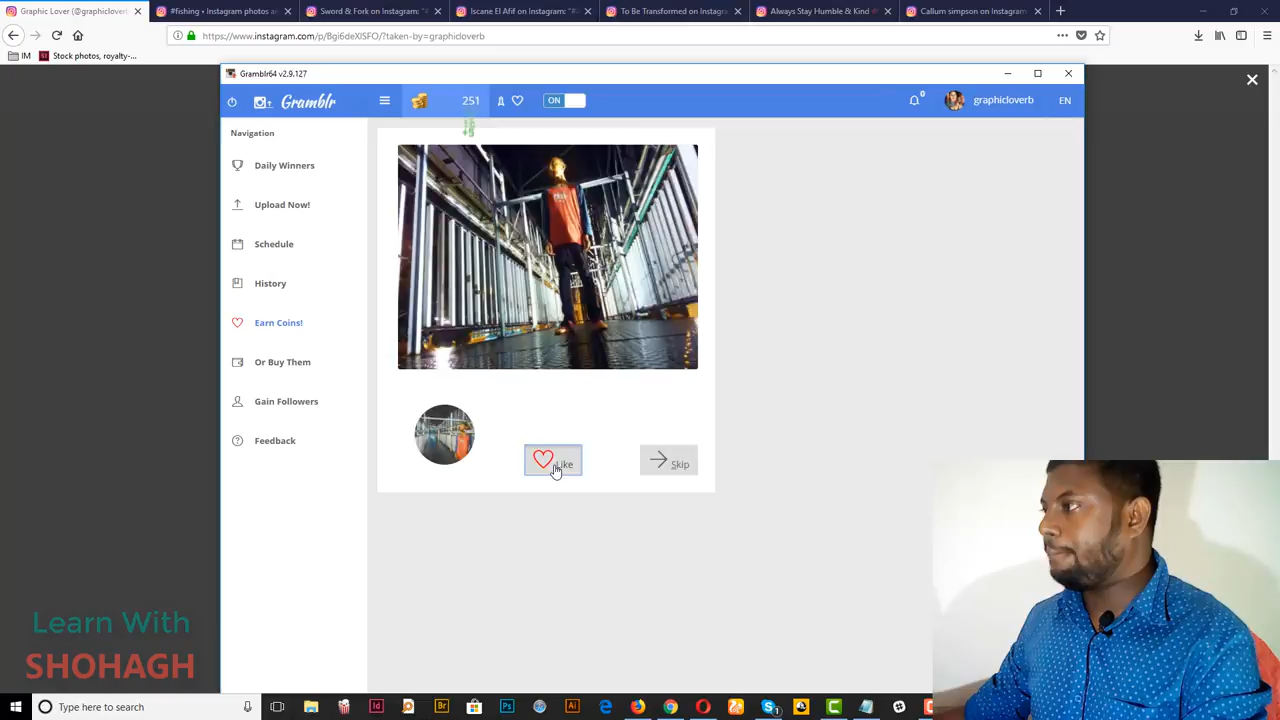 Graphic Lover (@graphicloverb
#fishing • Instagram photos a
Sword & Fork on Instagram: "
Iscane El Afif on Instagram: "#
To Be Transformed on Instagr
Always Stay Humble & Kind
Callum simpson on Instagram
https://www.instagram.com/p/Bgi6deXISFO/?taken-by=graphicloverb
IM
Stock photos, royalty-...
Gramblr64 v2.9.127
Gramblr
251
ON
0
graphicloverb
EN
Navigation
Daily Winners
Upload Now!
Schedule
History
Earn Coins!
Or Buy Them
Gain Followers
Feedback
Like
Skip
Learn With
SHOHAGH
Type here to search